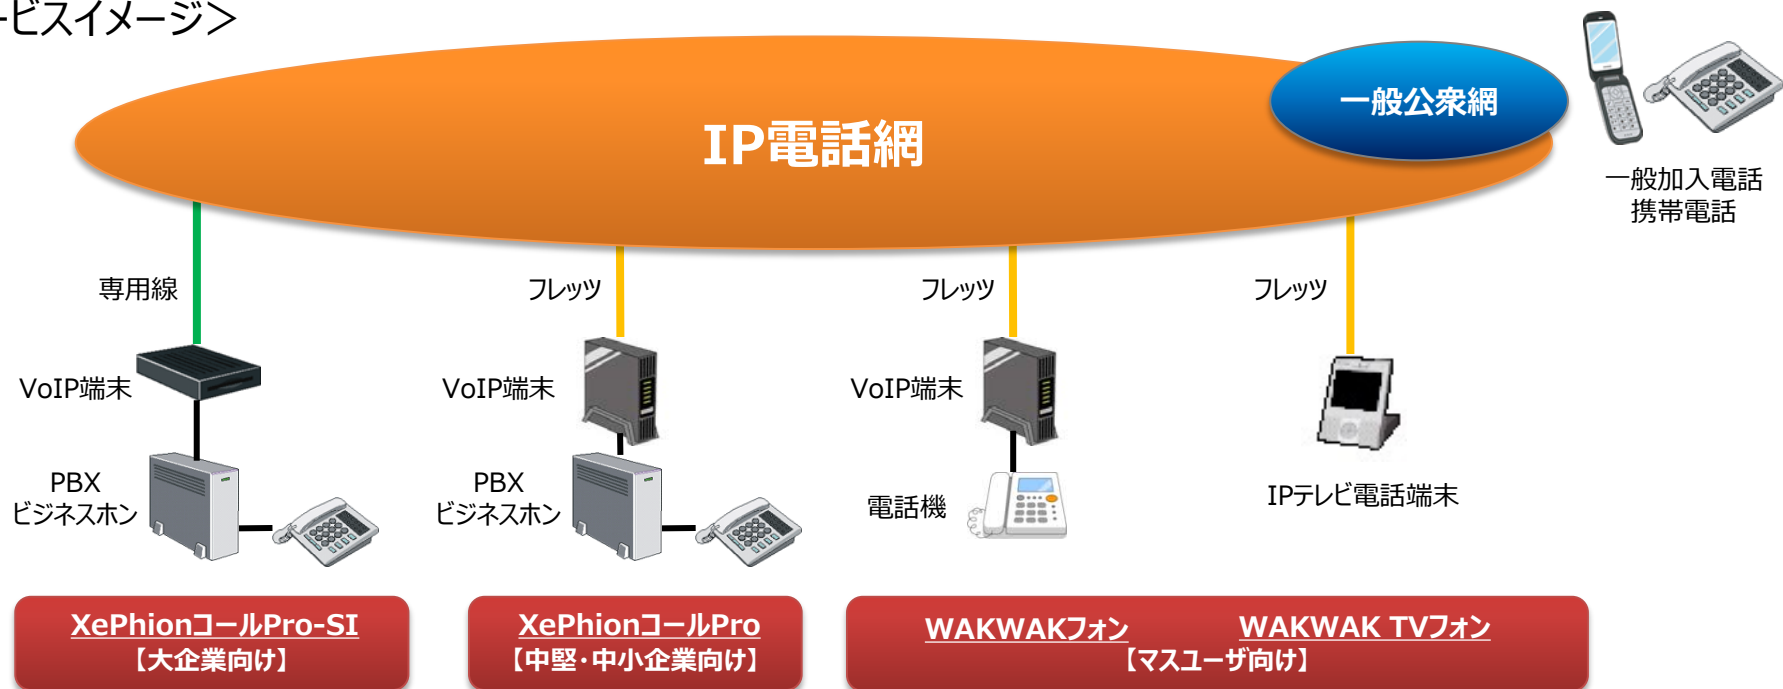 ービスイメージ＞
IP電話網
一般公衆網
一般加入電話
携帯電話
専用線
フレッツ
フレッツ
フレッツ
VoIP端末
VoIP端末
VoIP端末
PBX
ビジネスホン
PBX
ビジネスホン
電話機
IPテレビ電話端末
XePhionコールPro-SI
【大企業向け】
XePhionコールPro
【中堅・中小企業向け】
WAKWAKフォン WAKWAK TVフォン
【マスユーザ向け】